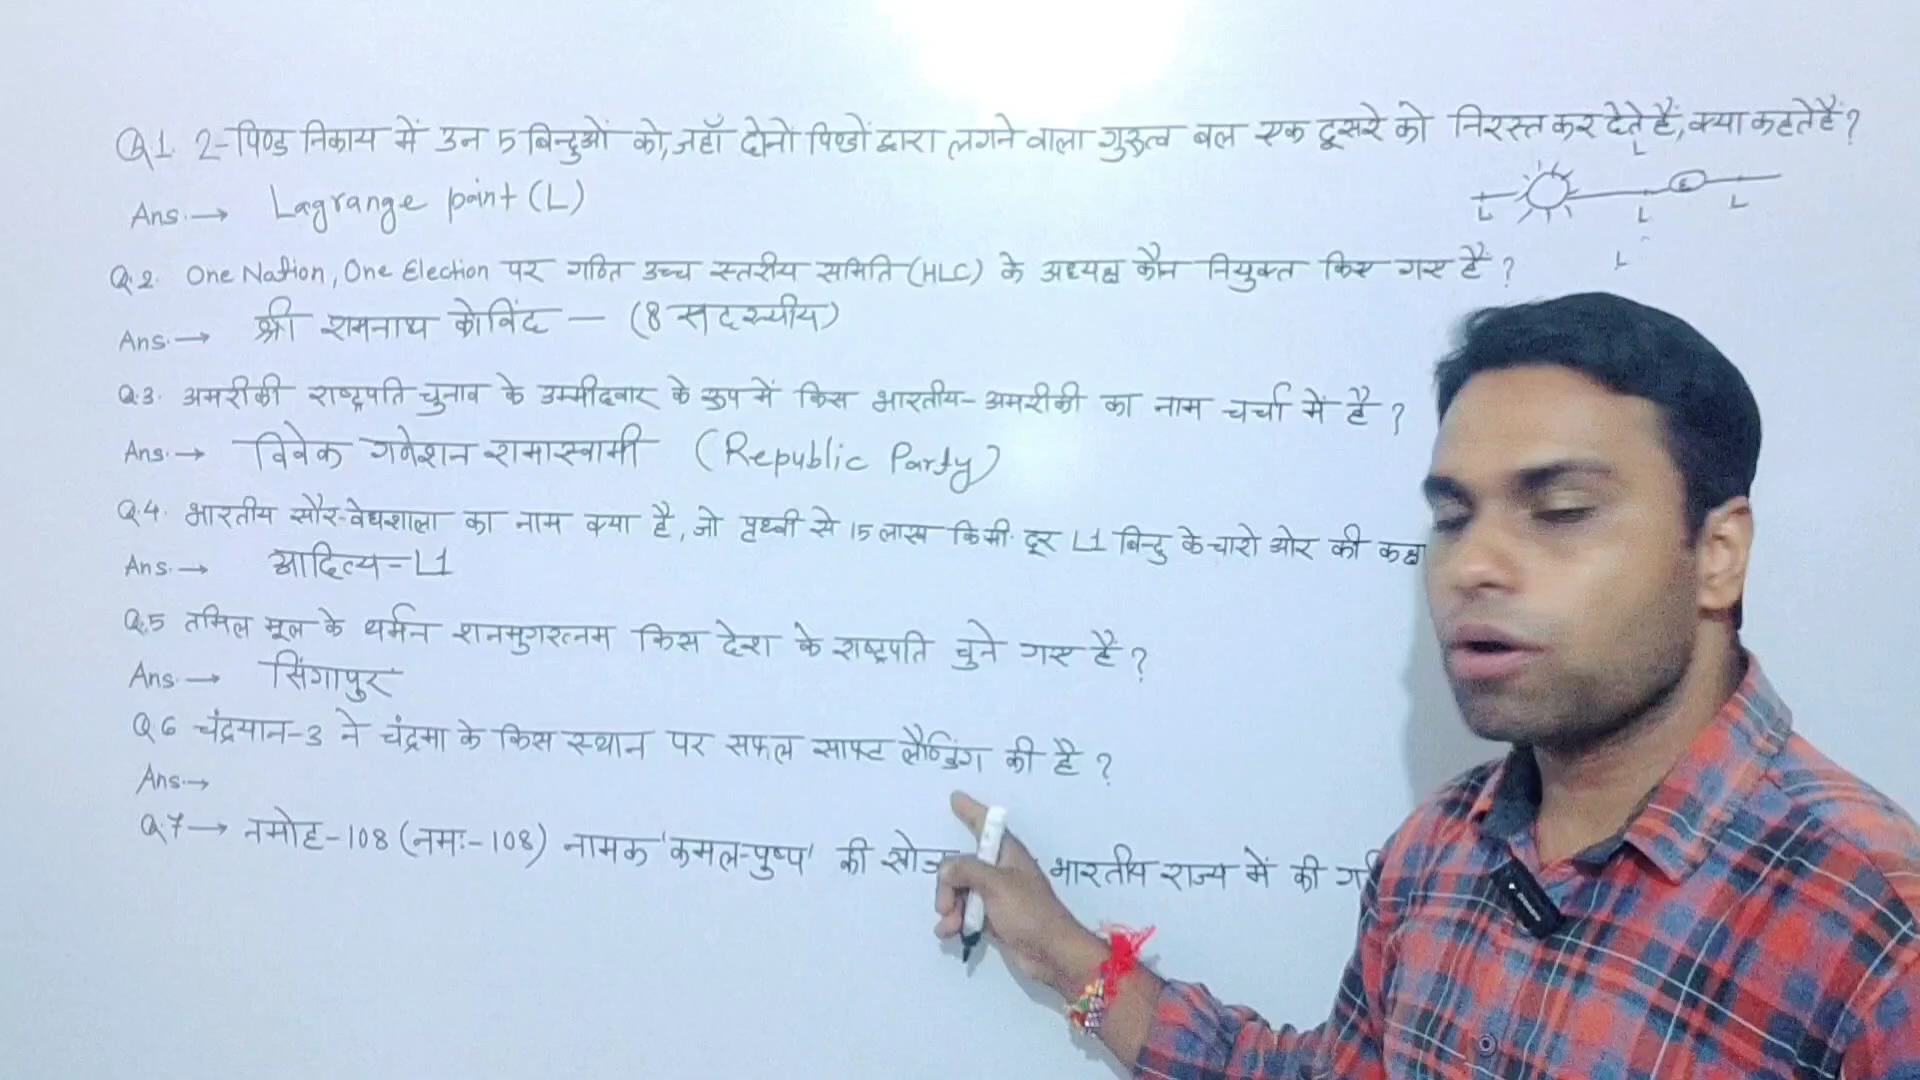 Q1. 2-पिण्ड निकाय में उन 5 बिन्दुओं को, जहाँ दोनों पिण्डों द्वारा लगने वाला गुरुत्व बल एक दूसरे को निरस्त कर देते हैं, क्या कहते हैं?
L
E
L L L
L
Ans.→ Lagrange point (L)
Q.2. One Nation, One Election पर गठित उच्च स्तरीय समिति (HLC) के अध्यक्ष कौन नियुक्त किए गए हैं?
Ans.→ श्री रामनाथ कोविंद — (8 सदस्यीय)
Q.3. अमरीकी राष्ट्रपति चुनाव के उम्मीदवार के रूप में किस भारतीय-अमरीकी का नाम चर्चा में है?
Ans.→ विवेक गणेशन रामास्वामी (Republic Party)
Q.4. भारतीय सौर-वेधशाला का नाम क्या है, जो पृथ्वी से 15 लाख किमी. दूर L1 बिन्दु के चारो ओर की कक्षा
Ans.→ आदित्य-L1
Q.5 तमिल मूल के थर्मन शनमुगरत्नम किस देश के राष्ट्रपति चुने गए हैं?
Ans.→ सिंगापुर
Q.6 चंद्रयान-3 ने चंद्रमा के किस स्थान पर सफल साफ्ट लैण्डिंग की है?
Ans.→
Q.7→ नमोह-108 (नमः-108) नामक 'कमल-पुष्प' की भारतीय राज्य में की